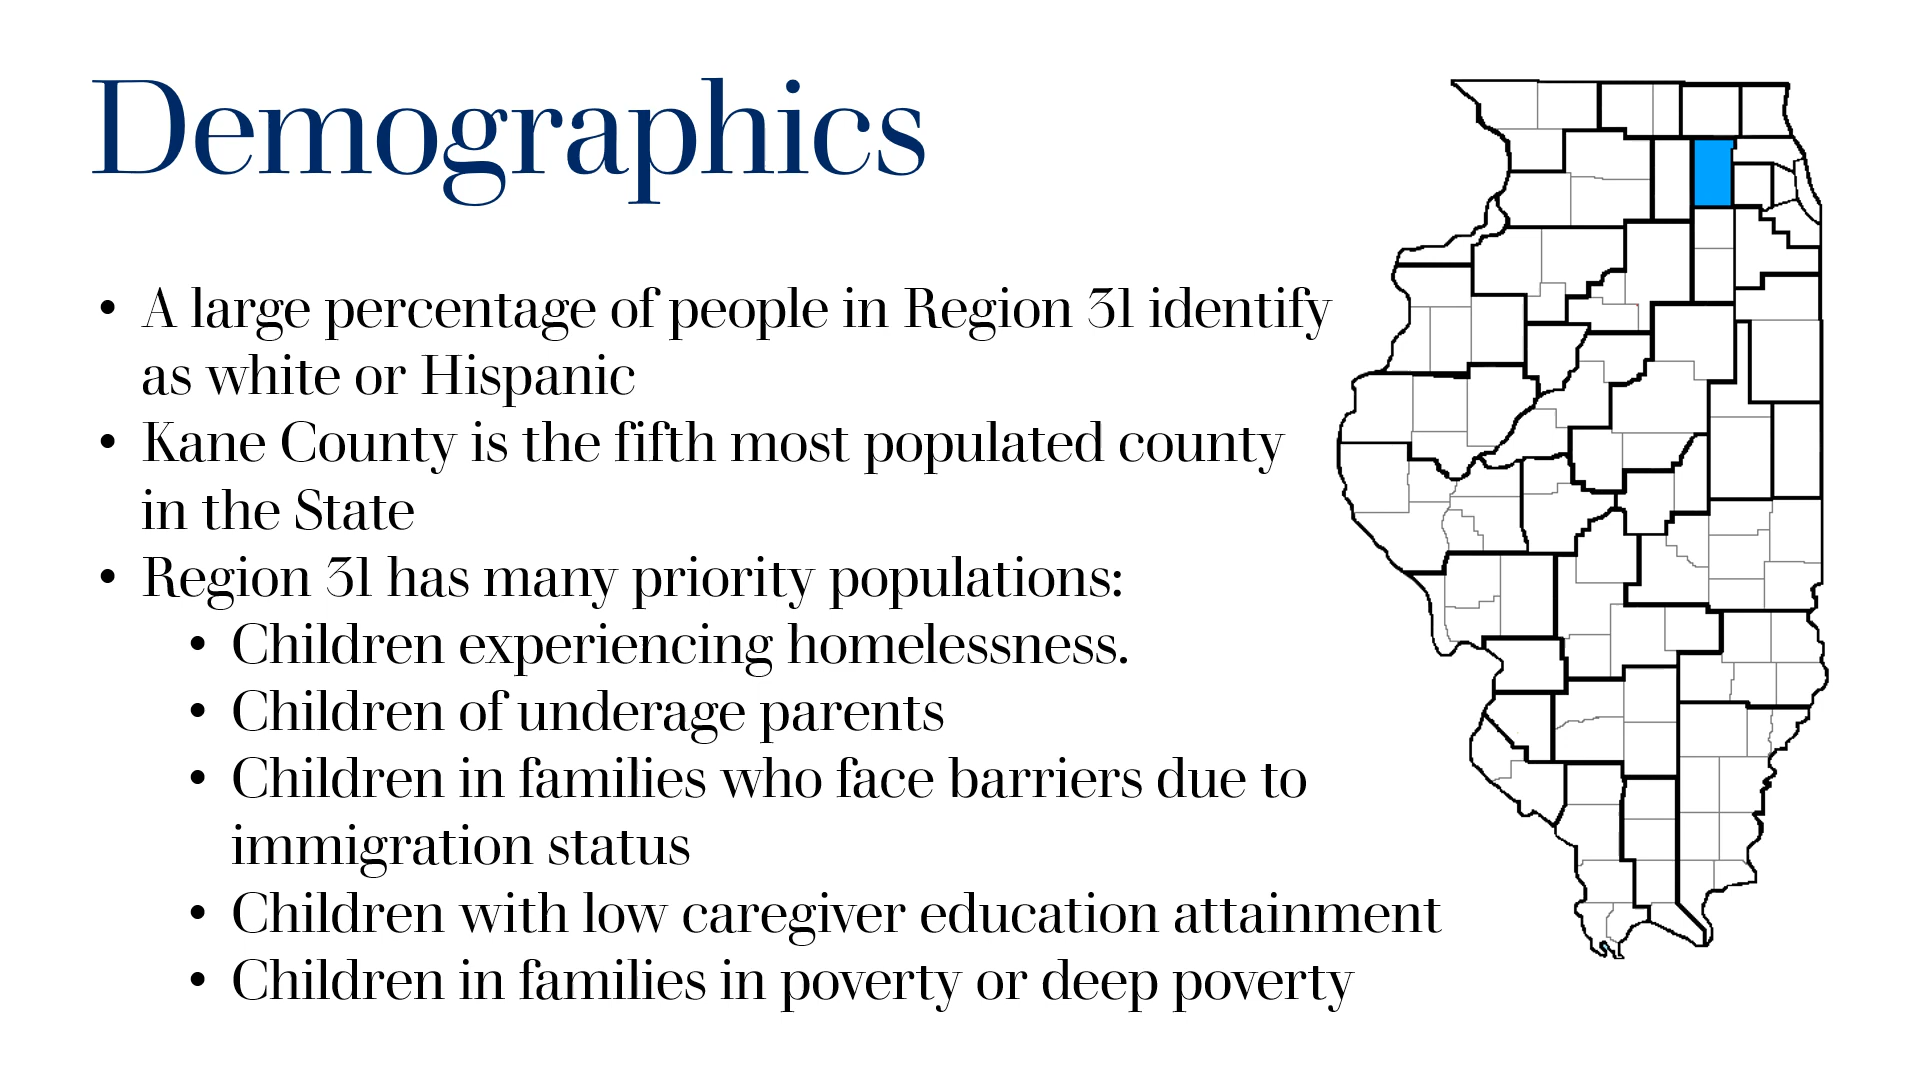 Demographics
• A large percentage of people in Region 31 identify
as white or Hispanic
• Kane County is the fifth most populated county
in the State
• Region 31 has many priority populations:
• Children experiencing homelessness.
• Children of underage parents
• Children in families who face barriers due to
immigration status
• Children with low caregiver education attainment
• Children in families in poverty or deep poverty